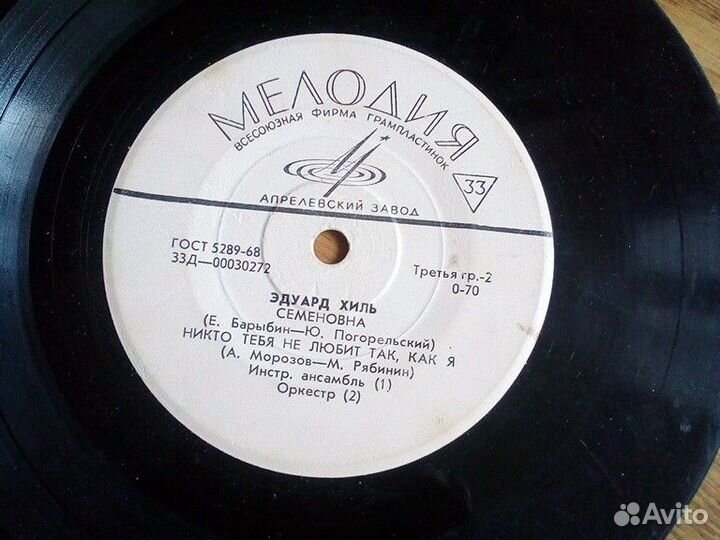 МЕЛОДИЯ
ВСЕСОЮЗНАЯ ФИРМА ГРАМПЛАСТИНОК
33
АПРЕЛЕВСКИЙ ЗАВОД
ГОСТ 5289-68
33Д—00030272
Третья гр.-2
0-70
ЭДУАРД ХИЛЬ
СЕМЕНОВНА
(Е. Барыбин—Ю. Погорельский)
НИКТО ТЕБЯ НЕ ЛЮБИТ ТАК, КАК Я
(А. Морозов—М. Рябинин)
Инстр. ансамбль (1)
Оркестр (2)
Avito